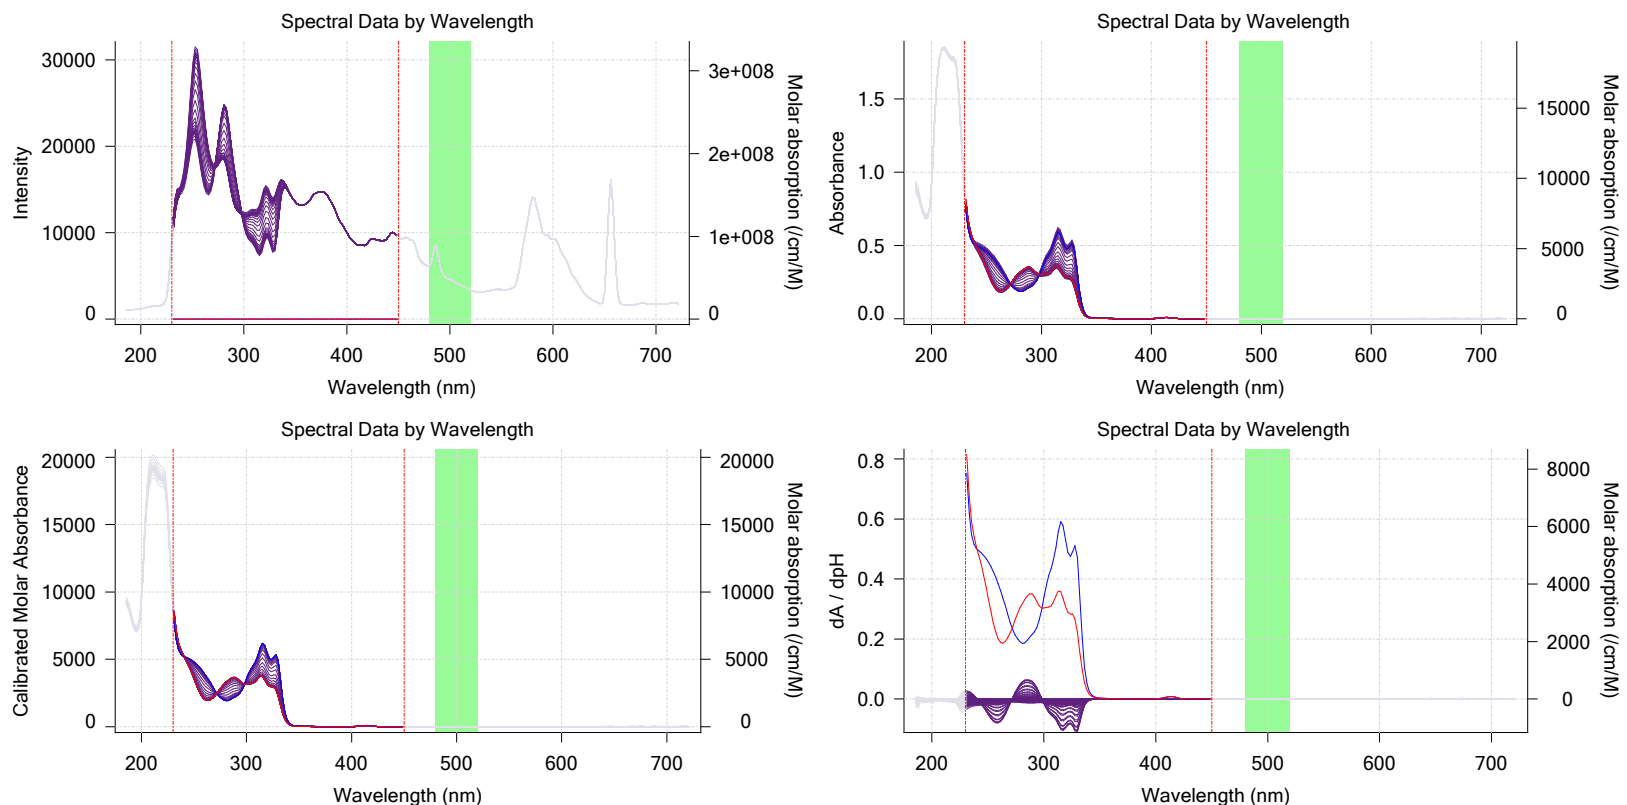 Spectral Data by Wavelength
30000
20000
10000
0
Intensity
3e+008
2e+008
1e+008
0
Molar absorption (/cm/M)
200 300 400 500 600 700
Wavelength (nm)
Spectral Data by Wavelength
1.5
1.0
0.5
0.0
Absorbance
15000
10000
5000
0
Molar absorption (/cm/M)
200 300 400 500 600 700
Wavelength (nm)
Spectral Data by Wavelength
20000
15000
10000
5000
0
Calibrated Molar Absorbance
20000
15000
10000
5000
0
Molar absorption (/cm/M)
200 300 400 500 600 700
Wavelength (nm)
Spectral Data by Wavelength
0.8
0.6
0.4
0.2
0.0
dA / dpH
8000
6000
4000
2000
0
Molar absorption (/cm/M)
200 300 400 500 600 700
Wavelength (nm)